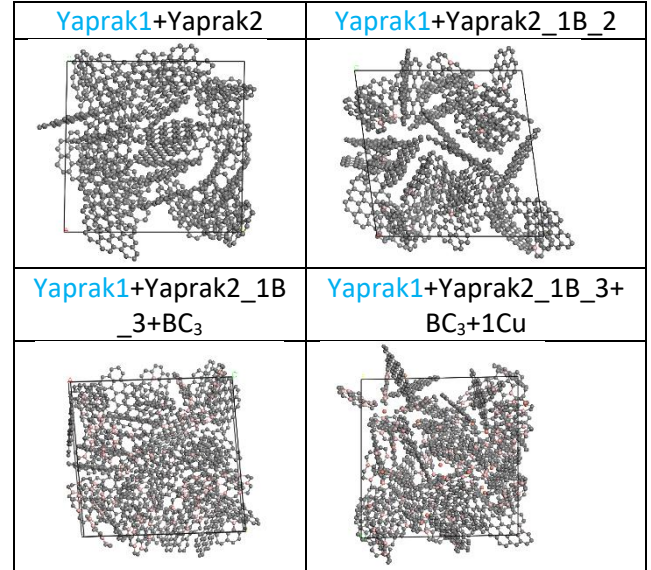 Yaprak1+Yaprak2
Yaprak1+Yaprak2_1B_2
Yaprak1+Yaprak2_1B
_3+BC₃
Yaprak1+Yaprak2_1B_3+
BC₃+1Cu